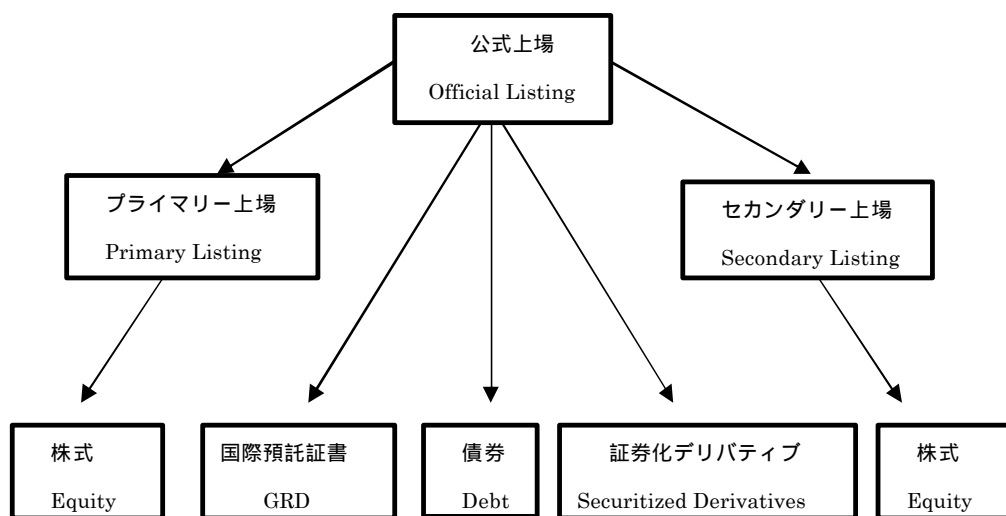 公式上場
Official Listing
プライマリー上場
Primary Listing
セカンダリー上場
Secondary Listing
株式
Equity
国際預託証書
GRD
債券
Debt
証券化デリバティブ
Securitized Derivatives
株式
Equity